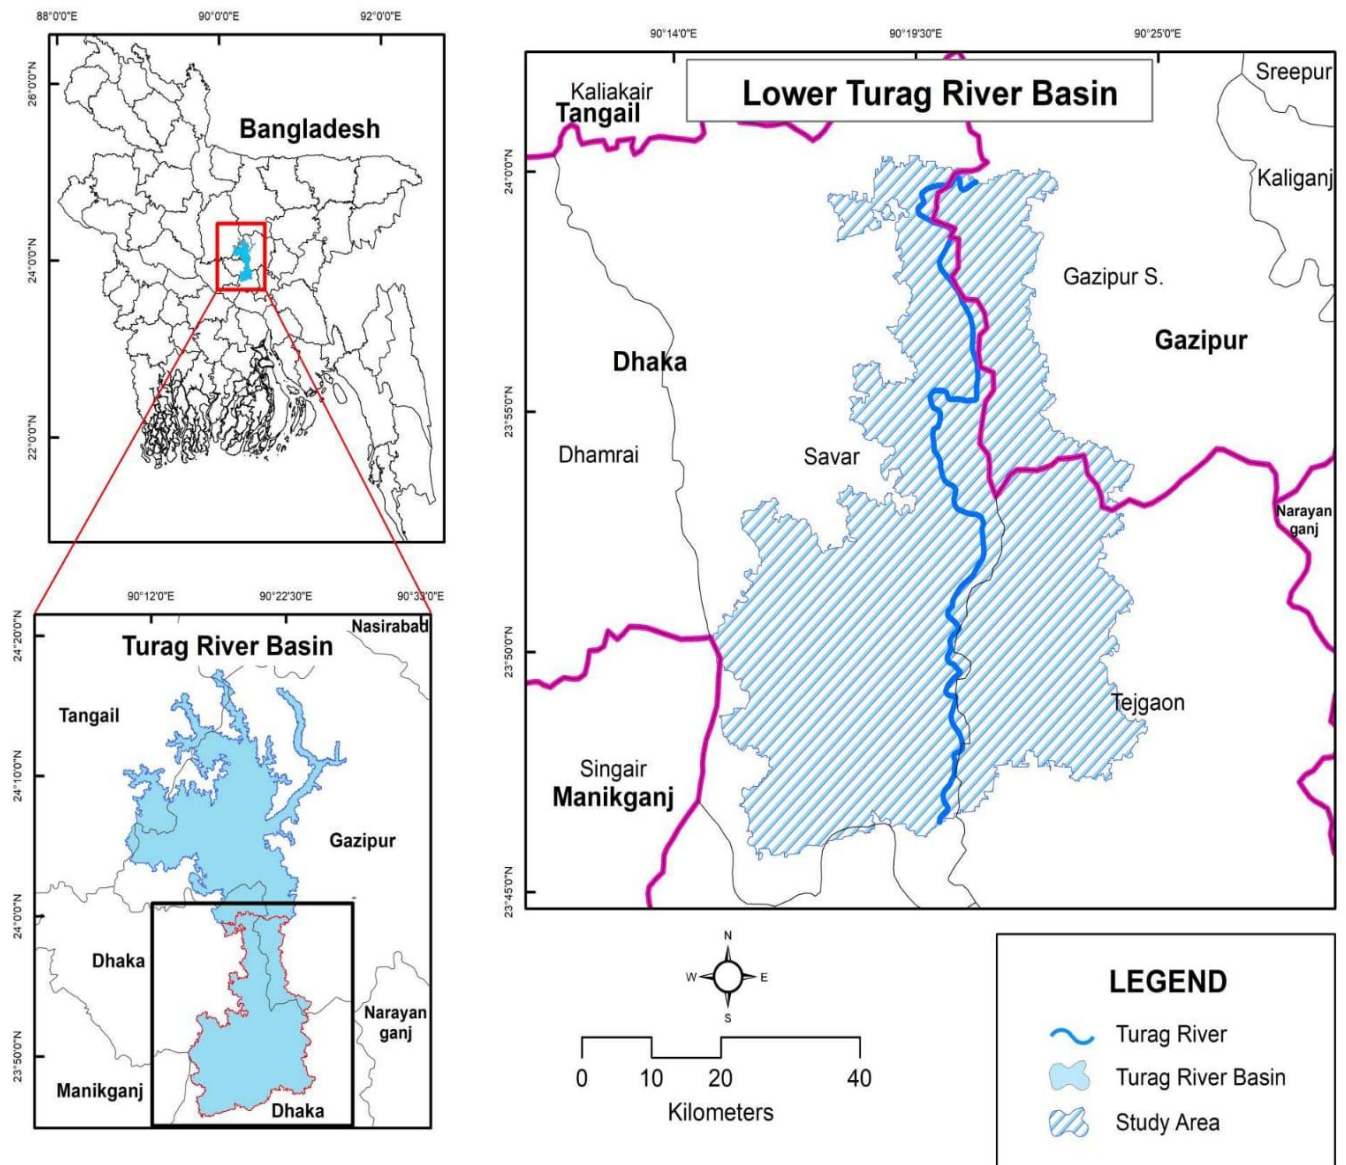 88°0'0"E
90°0'0"E
92°0'0"E
26°0'0"N
24°0'0"N
22°0'0"N
Bangladesh
90°12'0"E
90°22'30"E
90°33'0"E
24°20'0"N
24°10'0"N
24°0'0"N
23°50'0"N
Nasirabad
Turag River Basin
Tangail
Gazipur
Dhaka
Narayan
ganj
Manikganj
Dhaka
90°14'0"E
90°19'30"E
90°25'0"E
24°0'0"N
23°55'0"N
23°50'0"N
23°45'0"N
Lower Turag River Basin
Kaliakair
Tangail
Sreepur
Kaliganj
Gazipur S.
Gazipur
Dhaka
Dhamrai
Savar
Narayan
ganj
Tejgaon
Singair
Manikganj
N
W E
S
0 10 20 40
Kilometers
LEGEND
Turag River
Turag River Basin
Study Area